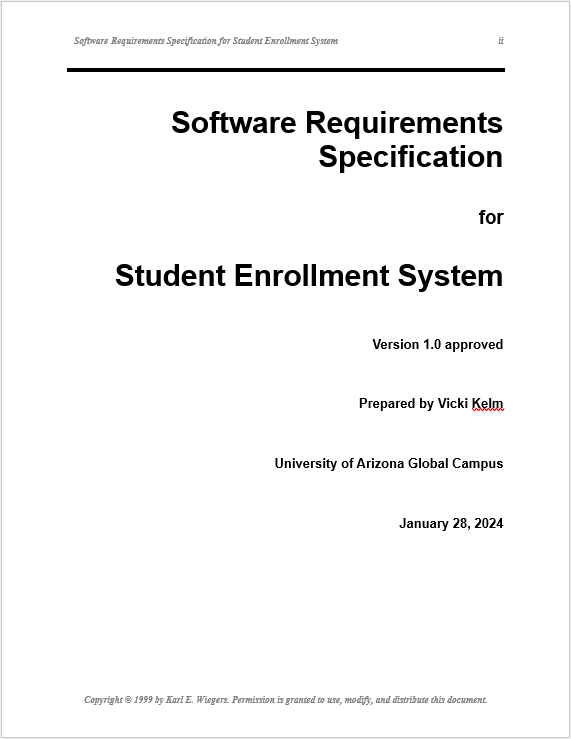 Software Requirements Specification for Student Enrollment System ii
Software Requirements
Specification
for
Student Enrollment System
Version 1.0 approved
Prepared by Vicki Kelm
University of Arizona Global Campus
January 28, 2024
Copyright © 1999 by Karl E. Wiegers. Permission is granted to use, modify, and distribute this document.